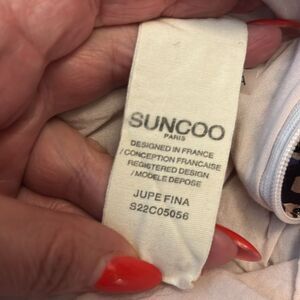 SUNCOO
PARIS
DESIGNED IN FRANCE
/CONCEPTION FRANCAISE
REGISTERED DESIGN
/MODELE DEPOSE
JUPE FINA
S22C05056